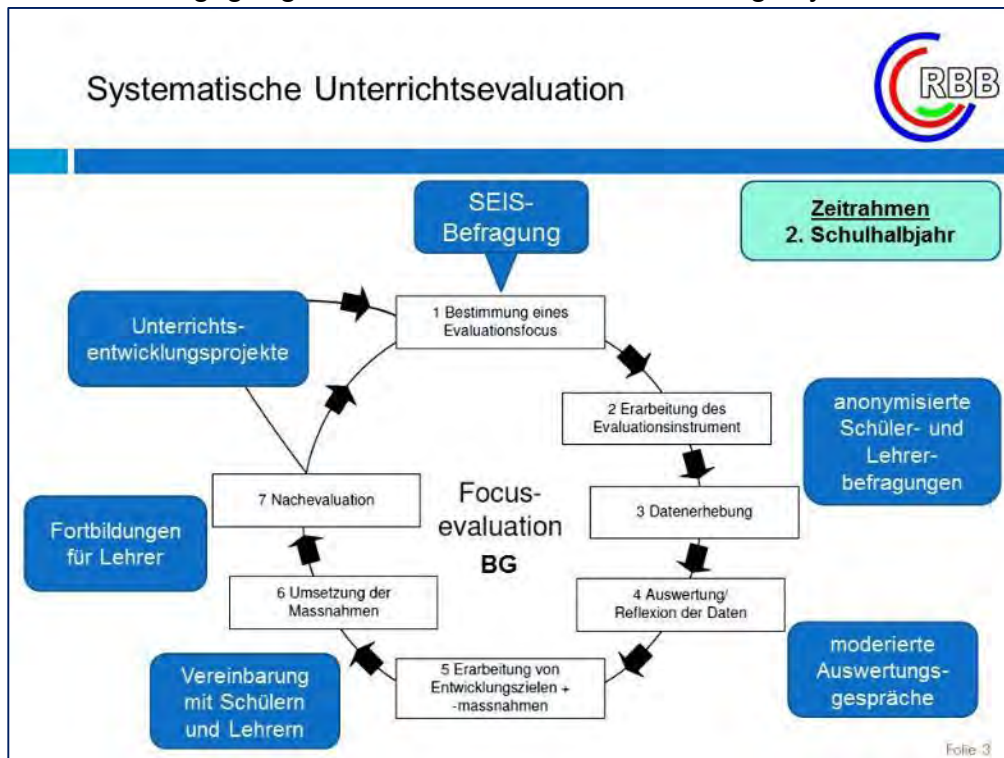 Systematische Unterrichtsevaluation
RBB
SEIS-
Befragung
Zeitrahmen
2. Schulhalbjahr
Unterrichts-
entwicklungsprojekte
1 Bestimmung eines
Evaluationsfocus
2 Erarbeitung des
Evaluationsinstrument
anonymisierte
Schüler- und
Lehrer-
befragungen
7 Nachevaluation
Focus-
evaluation
BG
3 Datenerhebung
Fortbildungen
für Lehrer
6 Umsetzung der
Massnahmen
4 Auswertung/
Reflexion der Daten
moderierte
Auswertungs-
gespräche
Vereinbarung
mit Schülern
und Lehrern
5 Erarbeitung von
Entwicklungszielen +
-massnahmen
Folie 3